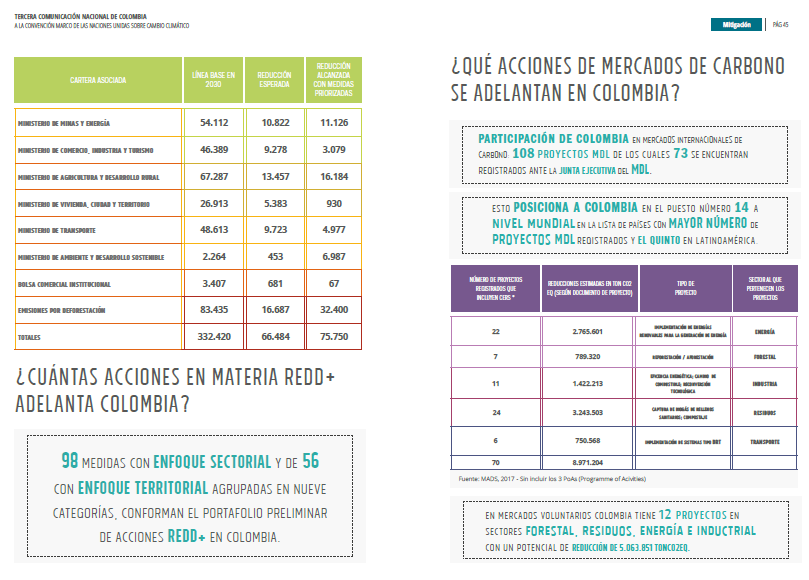 TERCERA COMUNICACIÓN NACIONAL DE COLOMBIA
A LA CONVENCIÓN MARCO DE LAS NACIONES UNIDAS SOBRE CAMBIO CLIMÁTICO
Mitigación PÁG 45
CARTERA ASOCIADA LÍNEA BASE EN 2030 REDUCCIÓN ESPERADA REDUCCIÓN ALCANZADA CON MEDIDAS PRIORIZADAS
MINISTERIO DE MINAS Y ENERGÍA 54.112 10.822 11.126
MINISTERIO DE COMERCIO, INDUSTRIA Y TURISMO 46.389 9.278 3.079
MINISTERIO DE AGRICULTURA Y DESARROLLO RURAL 67.287 13.457 16.184
MINISTERIO DE VIVIENDA, CIUDAD Y TERRITORIO 26.913 5.383 930
MINISTERIO DE TRANSPORTE 48.613 9.723 4.977
MINISTERIO DE AMBIENTE Y DESARROLLO SOSTENIBLE 2.264 453 6.987
BOLSA COMERCIAL INSTITUCIONAL 3.407 681 67
EMISIONES POR DEFORESTACIÓN 83.435 16.687 32.400
TOTALES 332.420 66.484 75.750
¿CUÁNTAS ACCIONES EN MATERIA REDD+
ADELANTA COLOMBIA?
98 MEDIDAS CON ENFOQUE SECTORIAL Y DE 56
CON ENFOQUE TERRITORIAL AGRUPADAS EN NUEVE
CATEGORÍAS, CONFORMAN EL PORTAFOLIO PRELIMINAR
DE ACCIONES REDD+ EN COLOMBIA.
¿QUÉ ACCIONES DE MERCADOS DE CARBONO
SE ADELANTAN EN COLOMBIA?
PARTICIPACIÓN DE COLOMBIA EN MERCADOS INTERNACIONALES DE
CARBONO. 108 PROYECTOS MDL DE LOS CUALES 73 SE ENCUENTRAN
REGISTRADOS ANTE LA JUNTA EJECUTIVA DEL MDL.
ESTO POSICIONA A COLOMBIA EN EL PUESTO NÚMERO 14 A
NIVEL MUNDIAL EN LA LISTA DE PAÍSES CON MAYOR NÚMERO DE
PROYECTOS MDL REGISTRADOS Y EL QUINTO EN LATINOAMÉRICA.
NÚMERO DE PROYECTOS REGISTRADOS QUE INCLUYEN CERS * REDUCCIONES ESTIMADAS EN TON CO2 EQ (SEGÚN DOCUMENTO DE PROYECTO) TIPO DE PROYECTO SECTOR AL QUE PERTENECEN LOS PROYECTOS
22 2.765.601 IMPLEMENTACIÓN DE ENERGÍAS RENOVABLES PARA LA GENERACIÓN DE ENERGÍA ENERGÍA
7 789.320 REFORESTACIÓN / AFORESTACIÓN FORESTAL
11 1.422.213 EFICIENCIA ENERGÉTICA; CAMBIO DE COMBUSTIBLE; RECONVERSIÓN TECNOLÓGICA INDUSTRIA
24 3.243.503 CAPTURA DE BIOGÁS DE RELLENOS SANITARIOS; COMPOSTAJE RESIDUOS
6 750.568 IMPLEMENTACIÓN DE SISTEMAS TIPO BRT TRANSPORTE
70 8.971.204
Fuente: MADS, 2017 - Sin incluir los 3 PoAs (Programme of Acivities)
EN MERCADOS VOLUNTARIOS COLOMBIA TIENE 12 PROYECTOS EN
SECTORES FORESTAL, RESIDUOS, ENERGÍA E INDUCTRIAL
CON UN POTENCIAL DE REDUCCIÓN DE 5.063.851 TONCO2EQ.